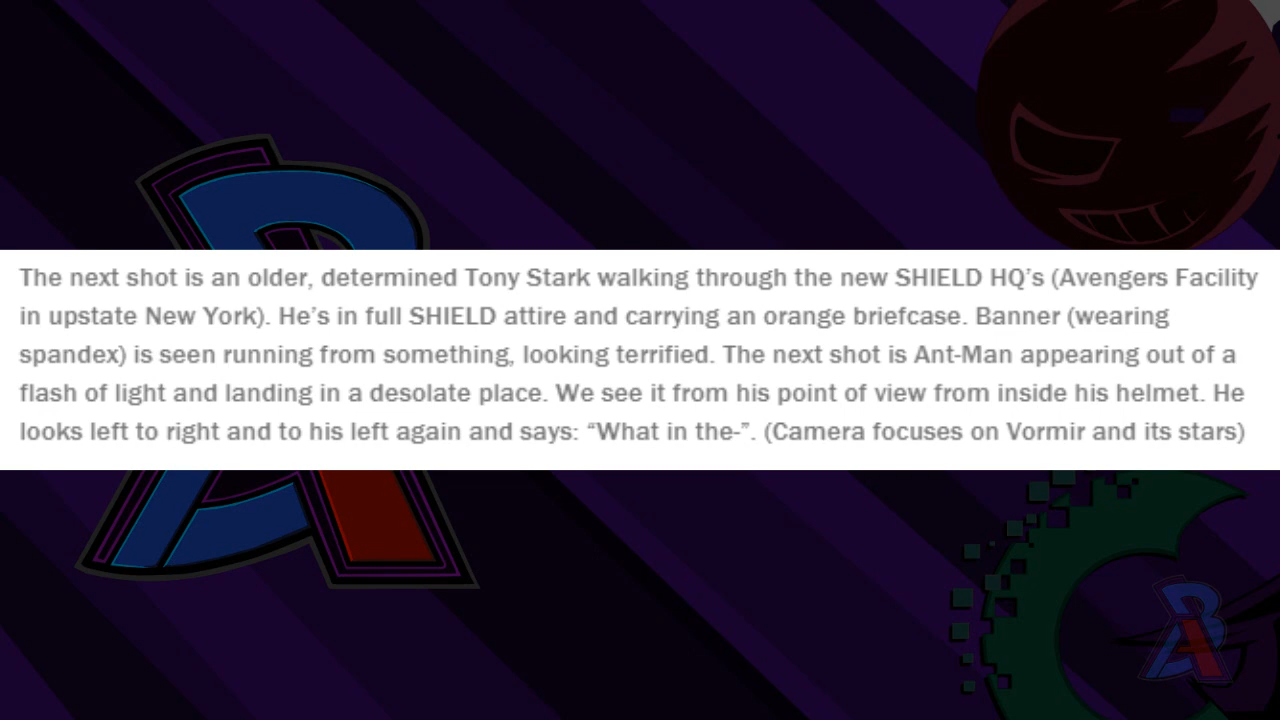 The next shot is an older, determined Tony Stark walking through the new SHIELD HQ’s (Avengers Facility
in upstate New York). He’s in full SHIELD attire and carrying an orange briefcase. Banner (wearing
spandex) is seen running from something, looking terrified. The next shot is Ant-Man appearing out of a
flash of light and landing in a desolate place. We see it from his point of view from inside his helmet. He
looks left to right and to his left again and says: “What in the-”. (Camera focuses on Vormir and its stars)